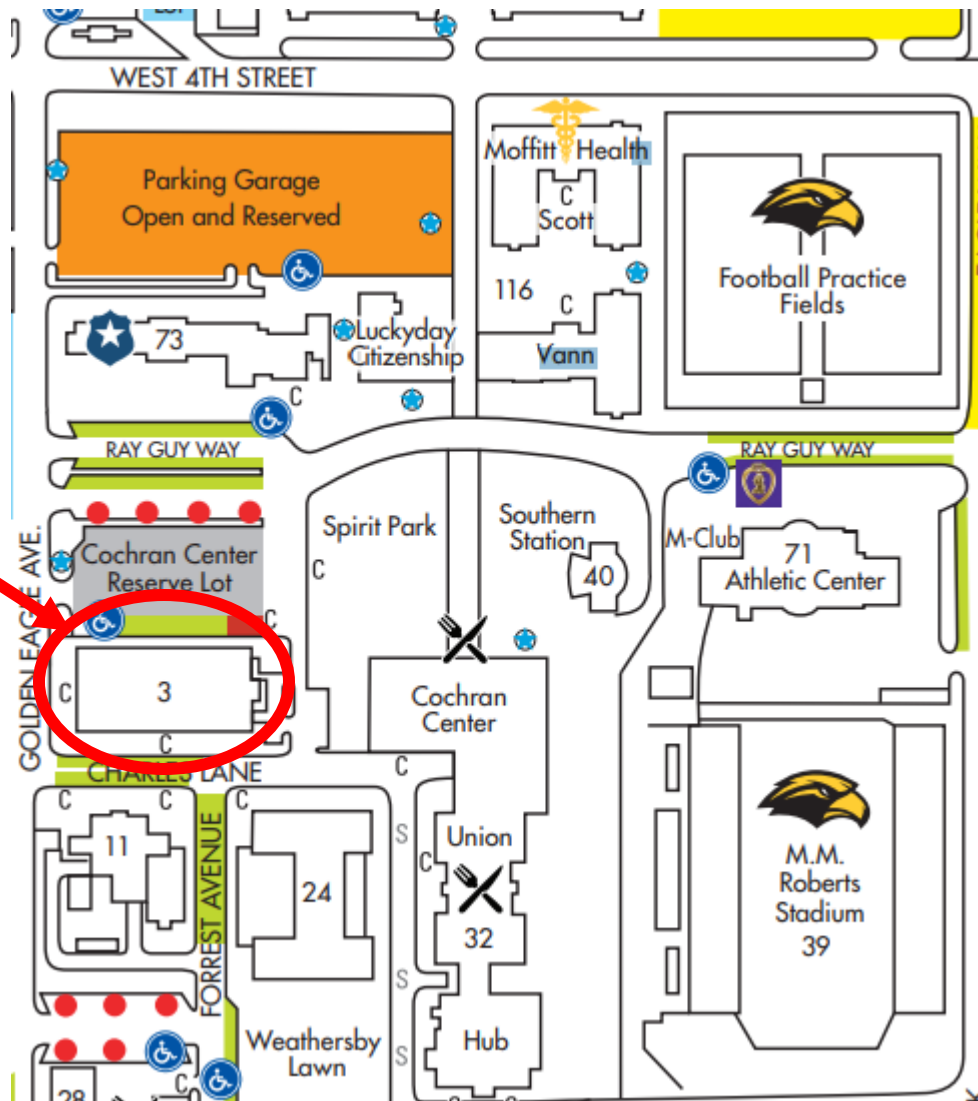 WEST 4TH STREET
Parking Garage
Open and Reserved
Moffitt Health
C
Scott
116
C
Vann
Football Practice
Fields
73
Luckyday
Citizenship
C
RAY GUY WAY
RAY GUY WAY
GOLDEN EAGLE AVE.
Cochran Center
Reserve Lot
Spirit Park
C
Southern
Station
40
M-Club
71
Athletic Center
C
C
3
C
C
CHARLES LANE
Cochran
Center
C
C
C
C
11
FORREST AVENUE
24
S
C
Union
32
M.M.
Roberts
Stadium
39
S
Weathersby
Lawn
S
Hub
28
C
C
C